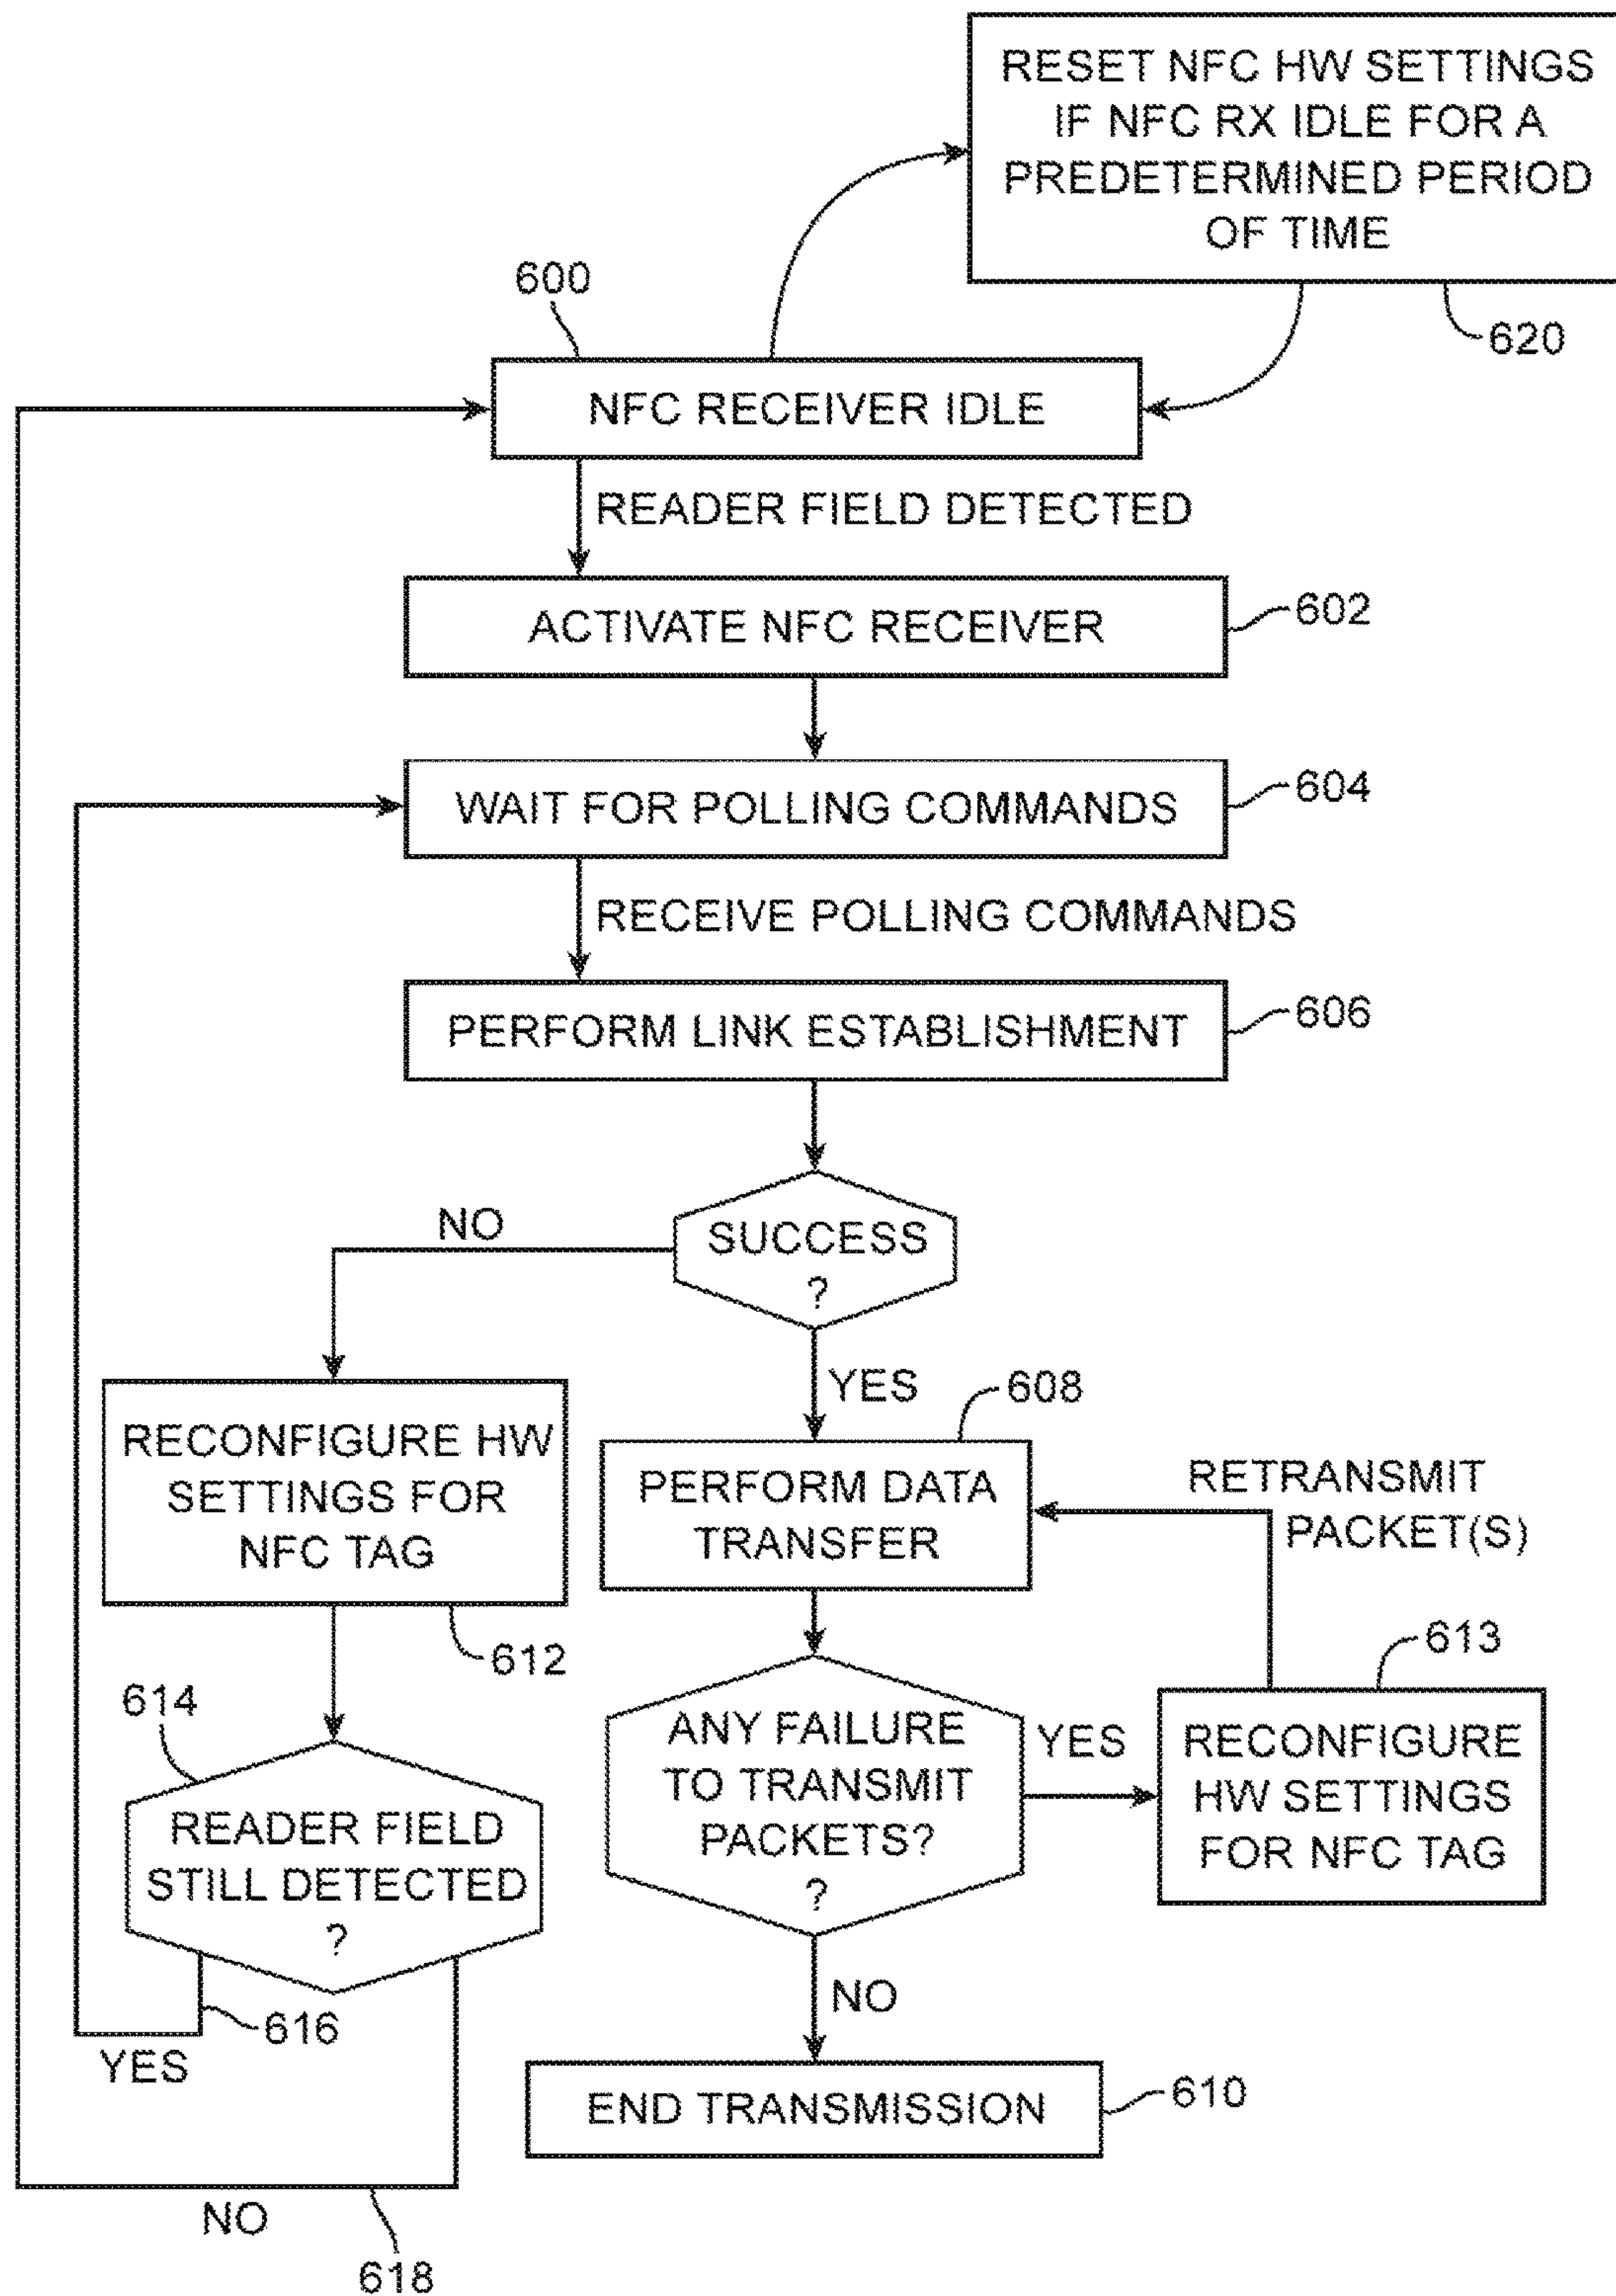 RESET NFC HW SETTINGS
IF NFC RX IDLE FOR A
PREDETERMINED PERIOD
OF TIME
620
600
NFC RECEIVER IDLE
READER FIELD DETECTED
ACTIVATE NFC RECEIVER
602
WAIT FOR POLLING COMMANDS
604
RECEIVE POLLING COMMANDS
PERFORM LINK ESTABLISHMENT
606
SUCCESS
?
NO
YES
608
RECONFIGURE HW
SETTINGS FOR
NFC TAG
612
PERFORM DATA
TRANSFER
RETRANSMIT
PACKET(S)
613
614
READER FIELD
STILL DETECTED
?
ANY FAILURE
TO TRANSMIT
PACKETS?
?
YES
RECONFIGURE
HW SETTINGS
FOR NFC TAG
616
YES
NO
END TRANSMISSION
610
NO
618